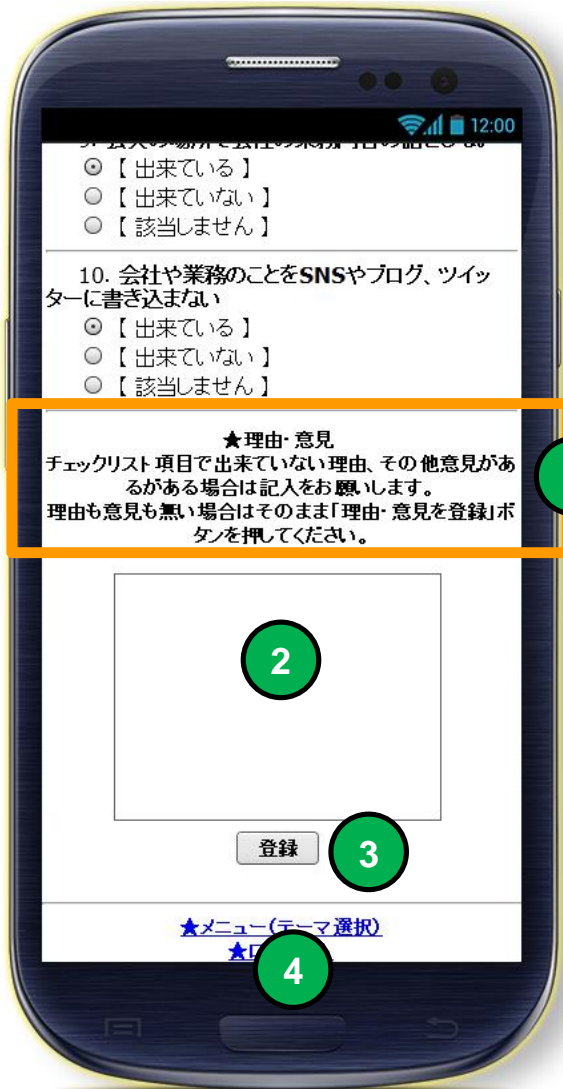 12:00
◉【 出来ている 】
○【 出来ていない 】
○【 該当しません 】
10. 会社や業務のことをSNSやブログ、ツイッ
ターに書き込まない
◉【 出来ている 】
○【 出来ていない 】
○【 該当しません 】
★理由・意見
チェックリスト項目で出来ていない理由、その他意見があ
るがある場合は記入をお願いします。
理由も意見も無い場合はそのまま「理由・意見を登録」ボ
タンを押してください。
2
登録
3
★メニュー(テーマ選択)
4